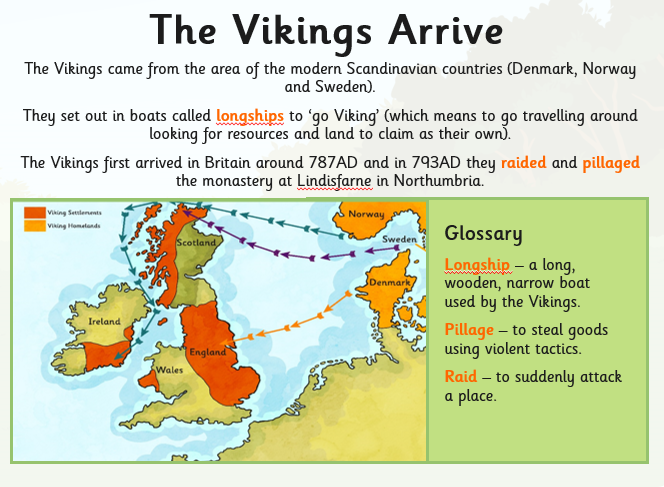 The Vikings Arrive
The Vikings came from the area of the modern Scandinavian countries (Denmark, Norway
and Sweden).
They set out in boats called longships to ‘go Viking’ (which means to go travelling around
looking for resources and land to claim as their own).
The Vikings first arrived in Britain around 787AD and in 793AD they raided and pillaged
the monastery at Lindisfarne in Northumbria.
Viking Settlements
Viking Homelands
Norway
Sweden
Scotland
Denmark
Ireland
England
Wales
Glossary
Longship – a long,
wooden, narrow boat
used by the Vikings.
Pillage – to steal goods
using violent tactics.
Raid – to suddenly attack
a place.